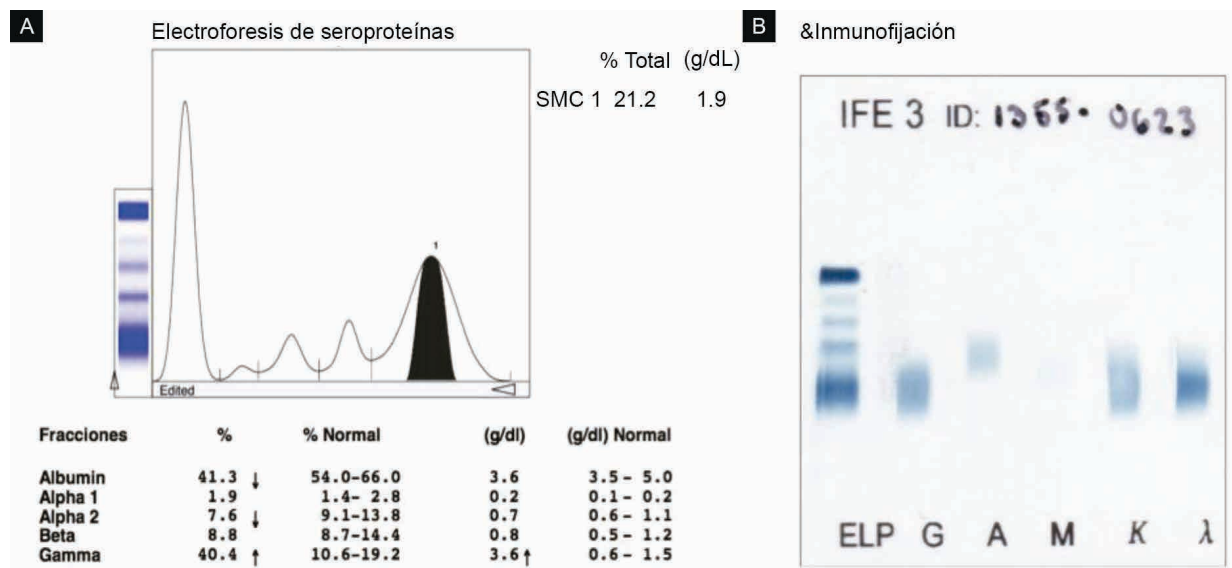 A
Electroforesis de seroproteínas
% Total (g/dL)
SMC 1 21.2 1.9
1
Edited
Fracciones % % Normal (g/dl) (g/dl) Normal
Albumin 41.3 ↓ 54.0-66.0 3.6 3.5- 5.0
Alpha 1 1.9 1.4- 2.8 0.2 0.1- 0.2
Alpha 2 7.6 ↓ 9.1-13.8 0.7 0.6- 1.1
Beta 8.8 8.7-14.4 0.8 0.5- 1.2
Gamma 40.4 ↑ 10.6-19.2 3.6↑ 0.6- 1.5
B
&Inmunofijación
IFE 3 ID: 1355. 0623
ELP G A M K λ